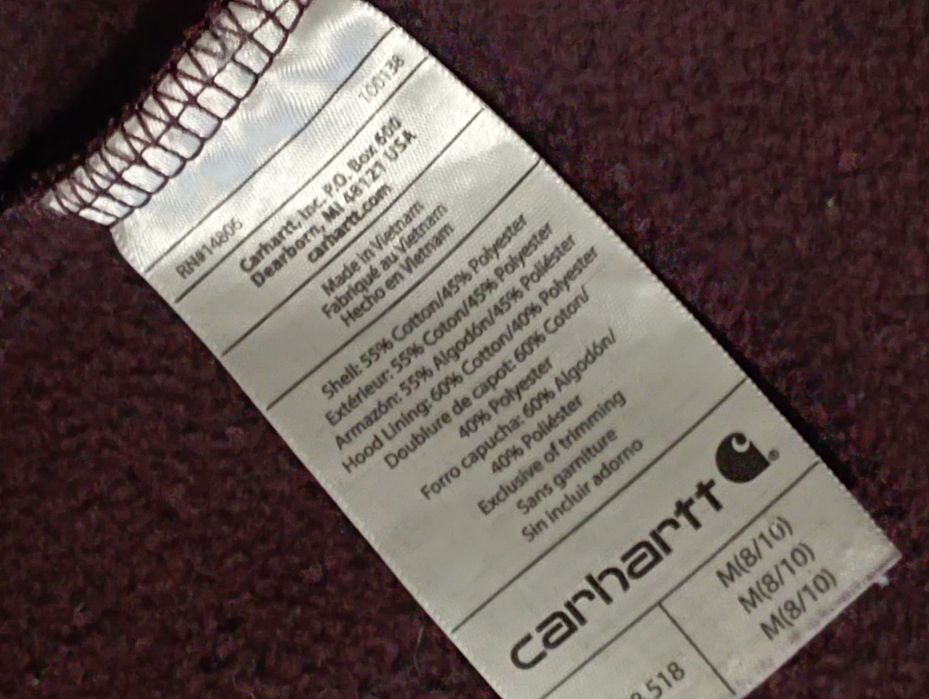 RN#14806 100138
Carhartt, Inc. P.O. Box 600
Dearborn, MI 48121 USA
carhartt.com
Made in Vietnam
Fabriqué au Vietnam
Hecho en Vietnam
Shell: 55% Cotton/45% Polyester
Extérieur: 55% Coton/45% Polyester
Armazón: 55% Algodón/45% Poliéster
Hood Lining: 60% Cotton/40% Polyester
Doublure de capot: 60% Coton/
40% Polyester
Forro capucha: 60% Algodón/
40% Poliéster
Exclusive of trimming
Sans garniture
Sin incluir adorno
carhartt ®
M(8/10)
M(8/10)
M(8/10)
518